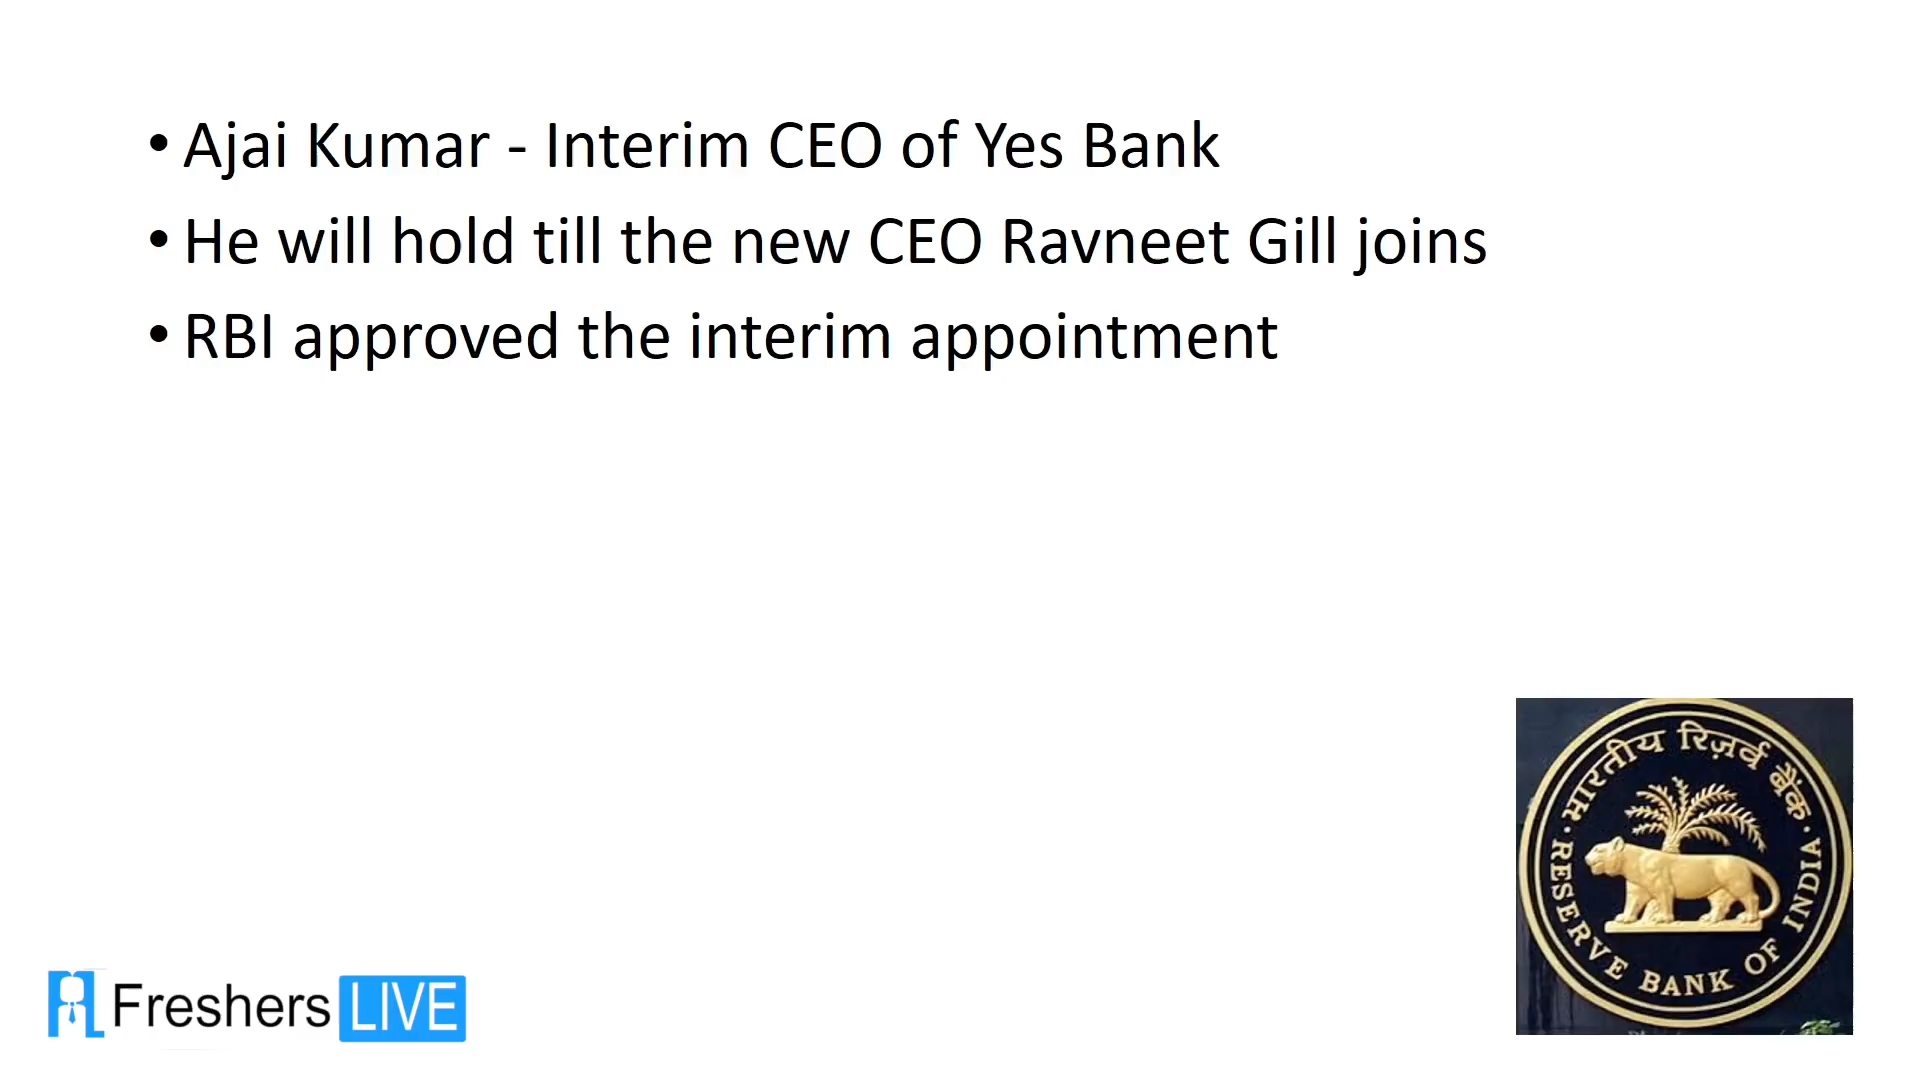 • Ajai Kumar - Interim CEO of Yes Bank
• He will hold till the new CEO Ravneet Gill joins
• RBI approved the interim appointment
भारतीय रिज़र्व बैंक
RESERVE BANK OF INDIA
Freshers LIVE